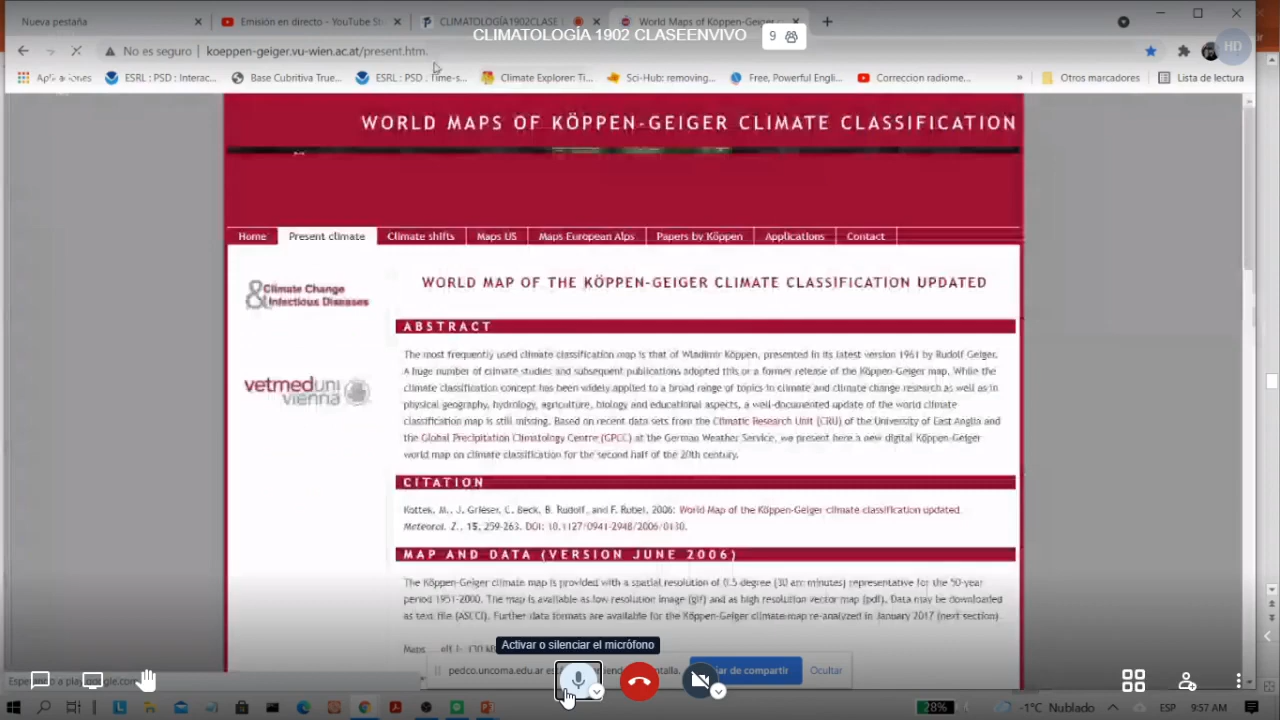 Nueva pestaña
Emisión en directo - YouTube St
CLIMATOLOGÍA1902CLASE
World Maps of Köppen-Geiger
CLIMATOLOGÍA 1902 CLASEENVIVO
9
No es seguro
koeppen-geiger.vu-wien.ac.at/present.htm.
HD
ESRL : PSD : Interac...
Base Cubritiva True...
ESRL : PSD : Time-s...
Climate Explorer: Ti...
Sci-Hub: removing...
Free, Powerful Engli...
Correccion radiome...
»
Otros marcadores
Lista de lectura
WORLD MAPS OF KÖPPEN-GEIGER CLIMATE CLASSIFICATION
Home
Present climate
Climate shifts
Maps US
Maps European Alps
Papers by Köppen
Applications
Contact
Climate Change
& Infectious Diseases
vetmeduni
vienna
WORLD MAP OF THE KÖPPEN-GEIGER CLIMATE CLASSIFICATION UPDATED
ABSTRACT
The most frequently used climate classification map is that of Wladimir Köppen, presented in its latest version 1961 by Rudolf Geiger.
A huge number of climate studies and subsequent publications adopted this or a former release of the Köppen-Geiger map. While the
climate classification concept has been widely applied to a broad range of topics in climate and climate change research as well as in
physical geography, hydrology, agriculture, biology and educational aspects, a well-documented update of the world climate
classification map is still missing. Based on recent data sets from the Climatic Research Unit (CRU) of the University of East Anglia and
the Global Precipitation Climatology Centre (GPCC) at the German Weather Service, we present here a new digital Köppen-Geiger
world map on climate classification for the second half of the 20th century.
CITATION
Kottek, M., J. Grieser, C. Beck, B. Rudolf, and F. Rubel, 2006: World Map of the Köppen-Geiger climate classification updated.
Meteorol. Z., 15, 259-263. DOI: 10.1127/0941-2948/2006/0130.
MAP AND DATA (VERSION JUNE 2006)
The Köppen-Geiger climate map is provided with a spatial resolution of 0.5 degree (30 arc minutes) representative for the 50-year
period 1951-2000. The map is available as low resolution image (gif) and as high resolution vector map (pdf). Data may be downloaded
as text file (ASCCI). Further data formats are available for the Köppen-Geiger climate map re-analyzed in January 2017 (next section)
Activar o silenciar el micrófono
pedco.uncoma.edu.ar
Ocultar
Esperando a play.google.com
28%
-1°C Nublado
ESP
9:57 AM